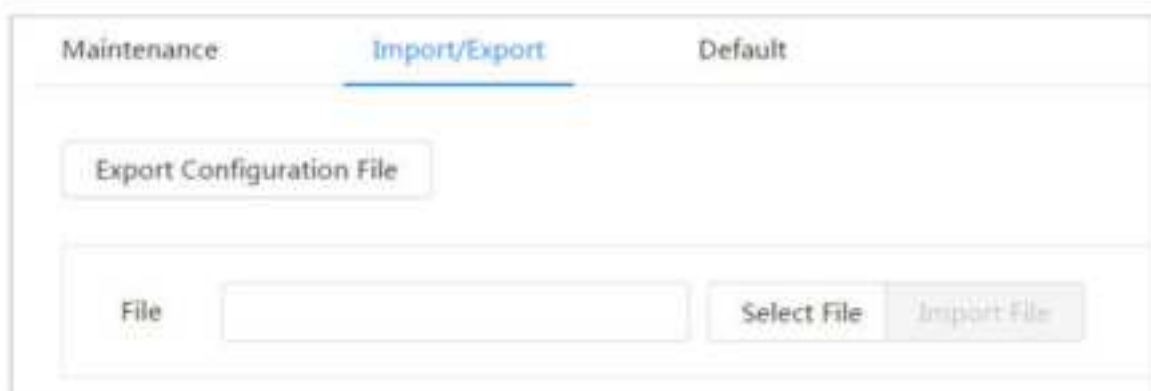 Maintenance Import/Export Default
Export Configuration File
File Select File Import File